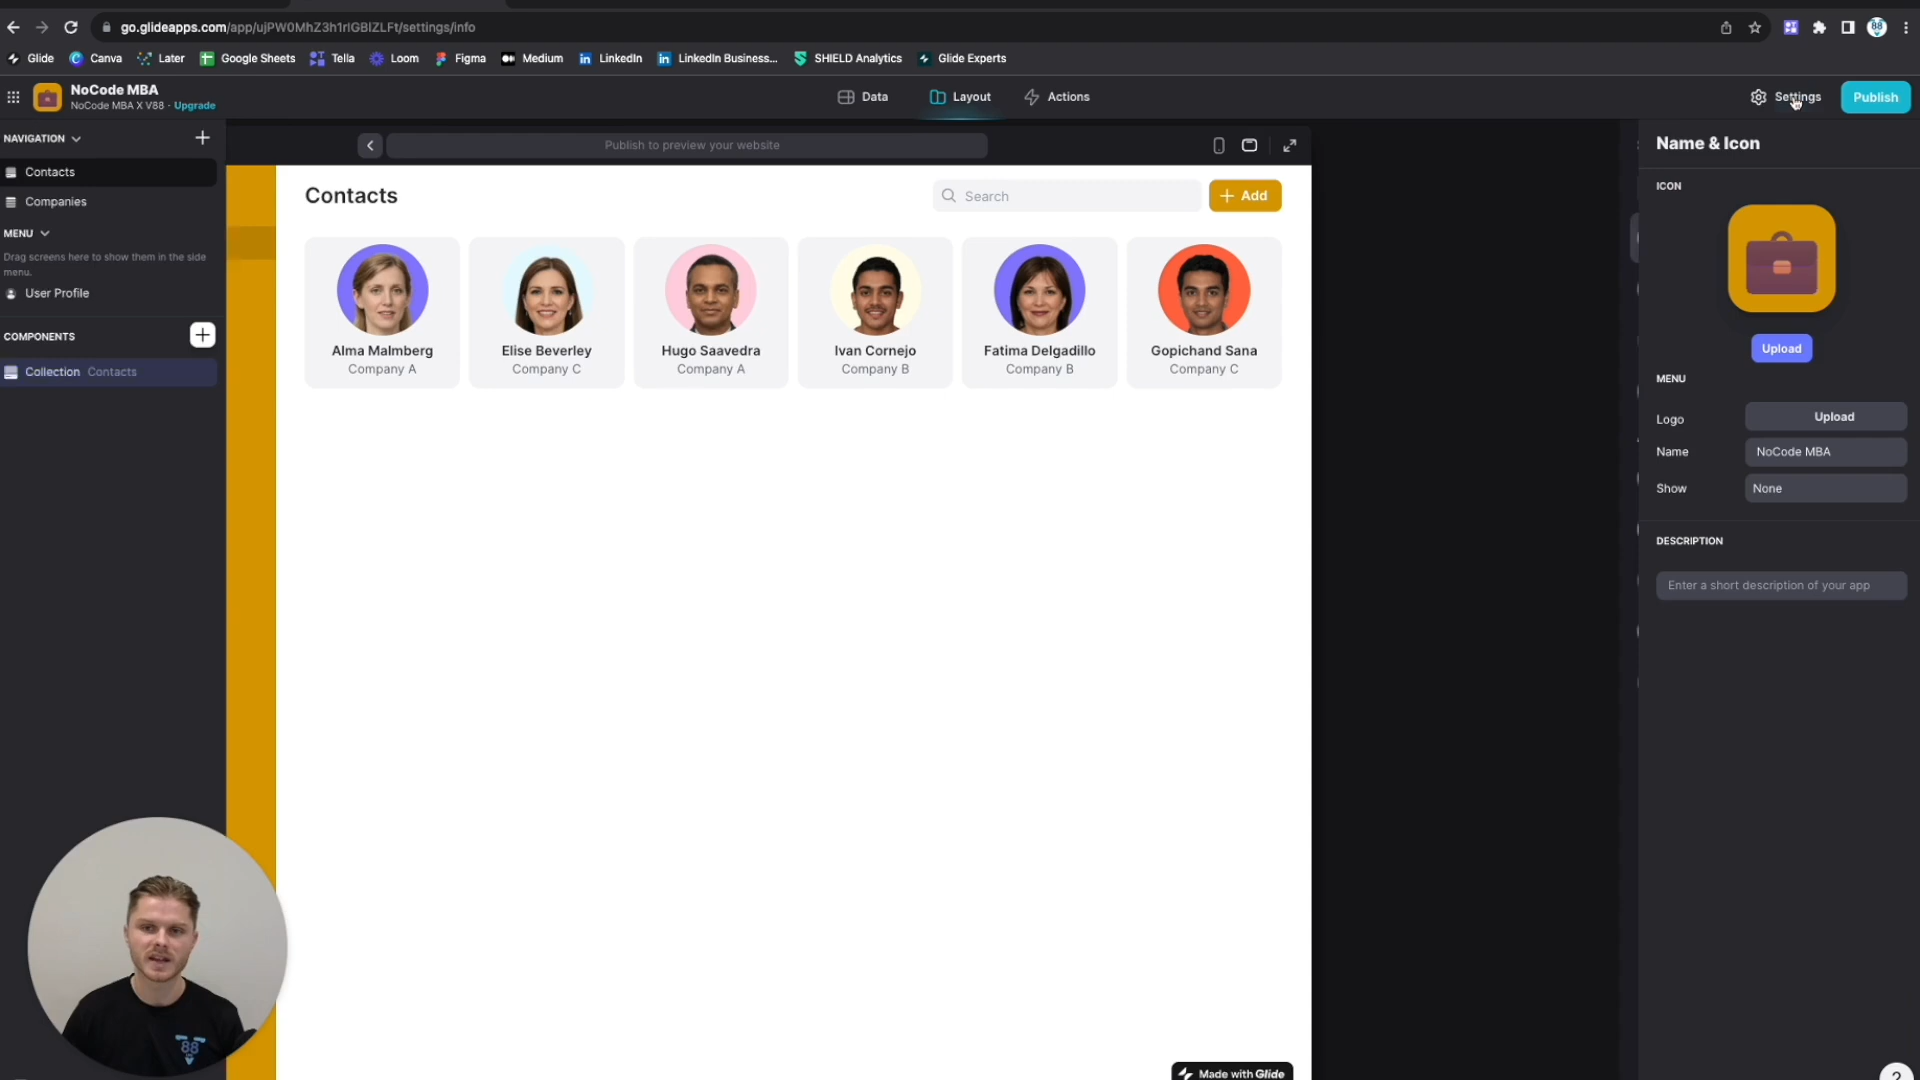 go.glideapps.com/app/ujPW0MhZ3h1rIGBIZLFt/settings/info
Glide
Canva
Later
Google Sheets
Tella
Loom
Figma
Medium
LinkedIn
LinkedIn Business...
SHIELD Analytics
Glide Experts
NoCode MBA
NoCode MBA X V88 · Upgrade
Data
Layout
Actions
Settings
Publish
NAVIGATION
Contacts
Companies
MENU
Drag screens here to show them in the side
menu.
User Profile
COMPONENTS
Collection Contacts
Publish to preview your website
Contacts
Search
+ Add
Alma Malmberg
Company A
Elise Beverley
Company C
Hugo Saavedra
Company A
Ivan Cornejo
Company B
Fatima Delgadillo
Company B
Gopichand Sana
Company C
Made with Glide
Name & Icon
ICON
Upload
MENU
Logo
Upload
Name
NoCode MBA
Show
None
DESCRIPTION
Enter a short description of your app
88
88
?